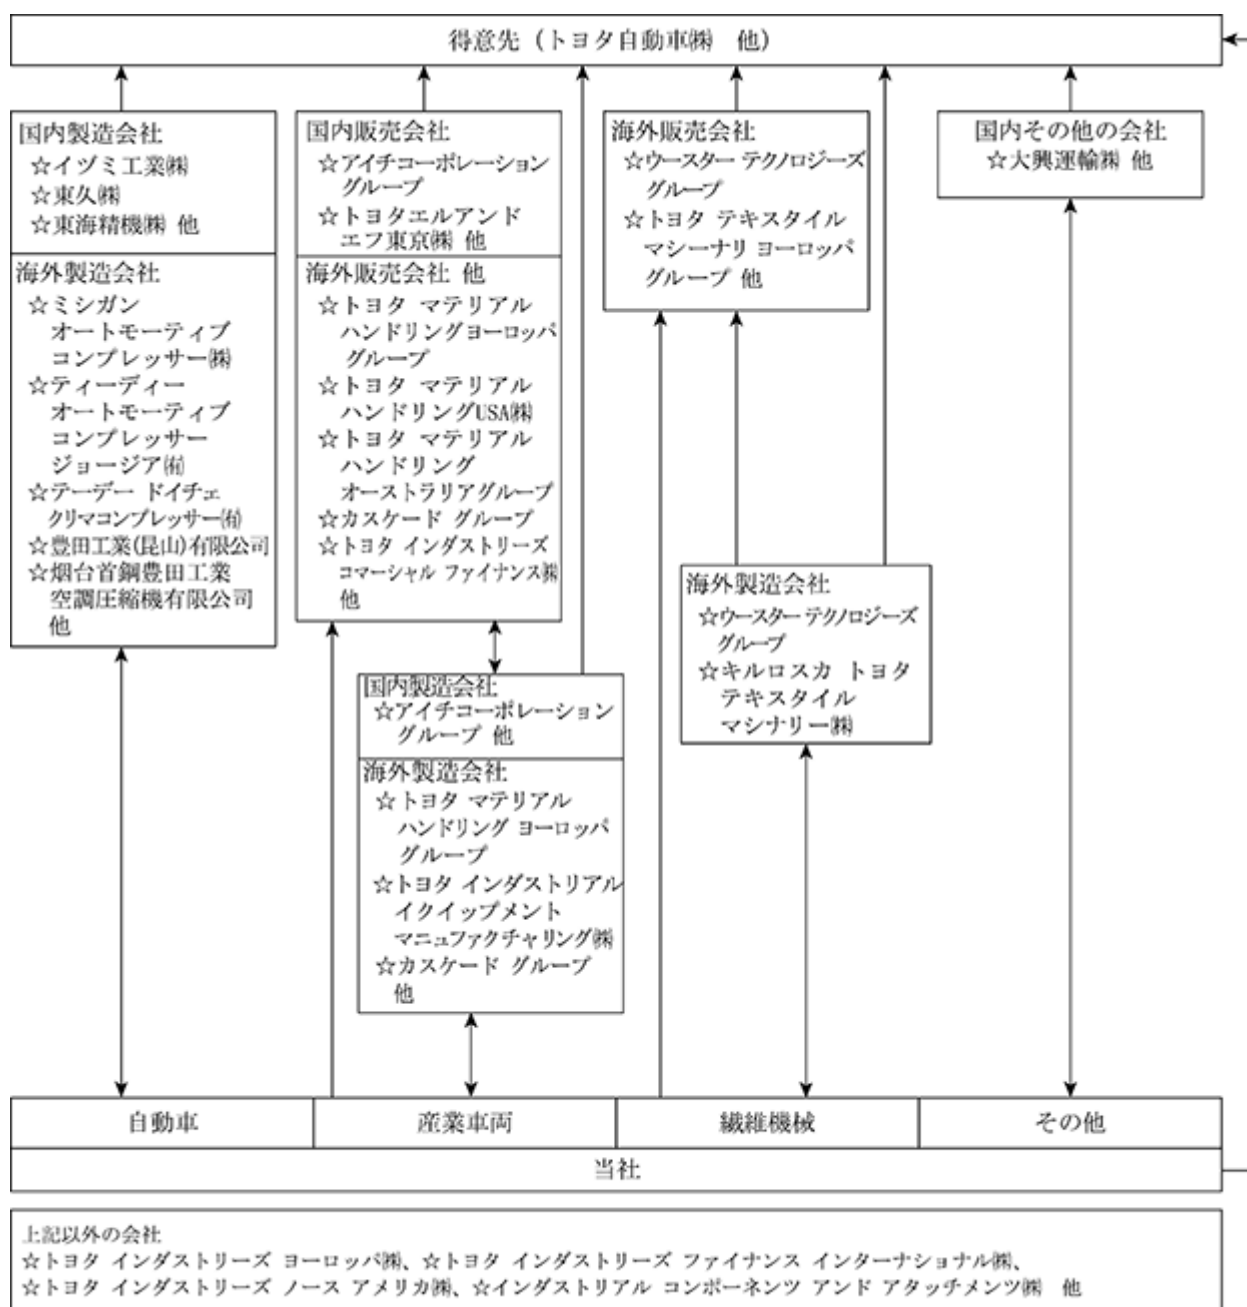 得意先（トヨタ自動車㈱　他）
国内製造会社
☆イヅミ工業㈱
☆東久㈱
☆東海精機㈱ 他
海外製造会社
☆ミシガン
オートモーティブ
コンプレッサー㈱
☆ティーディー
オートモーティブ
コンプレッサー
ジョージア㈲
☆テーデー ドイチェ
クリマコンプレッサー㈲
☆豊田工業(昆山)有限公司
☆烟台首鋼豊田工業
空調圧縮機有限公司
他
国内販売会社
☆アイチコーポレーション
グループ
☆トヨタエルアンド
エフ東京㈱ 他
海外販売会社 他
☆トヨタ マテリアル
ハンドリングヨーロッパ
グループ
☆トヨタ マテリアル
ハンドリングUSA㈱
☆トヨタ マテリアル
ハンドリング
オーストラリアグループ
☆カスケード グループ
☆トヨタ インダストリーズ
コマーシャル ファイナンス㈱
他
国内製造会社
☆アイチコーポレーション
グループ 他
海外製造会社
☆トヨタ マテリアル
ハンドリング ヨーロッパ
グループ
☆トヨタ インダストリアル
イクイップメント
マニュファクチャリング㈱
☆カスケード グループ
他
海外販売会社
☆ウースター テクノロジーズ
グループ
☆トヨタ テキスタイル
マシーナリ ヨーロッパ
グループ 他
海外製造会社
☆ウースター テクノロジーズ
グループ
☆キルロスカ トヨタ
テキスタイル
マシナリー㈱
国内その他の会社
☆大興運輸㈱ 他
自動車
産業車両
繊維機械
その他
当社
上記以外の会社
☆トヨタ インダストリーズ ヨーロッパ㈱、☆トヨタ インダストリーズ ファイナンス インターナショナル㈱、
☆トヨタ インダストリーズ ノース アメリカ㈱、☆インダストリアル コンポーネンツ アンド アタッチメンツ㈱　他